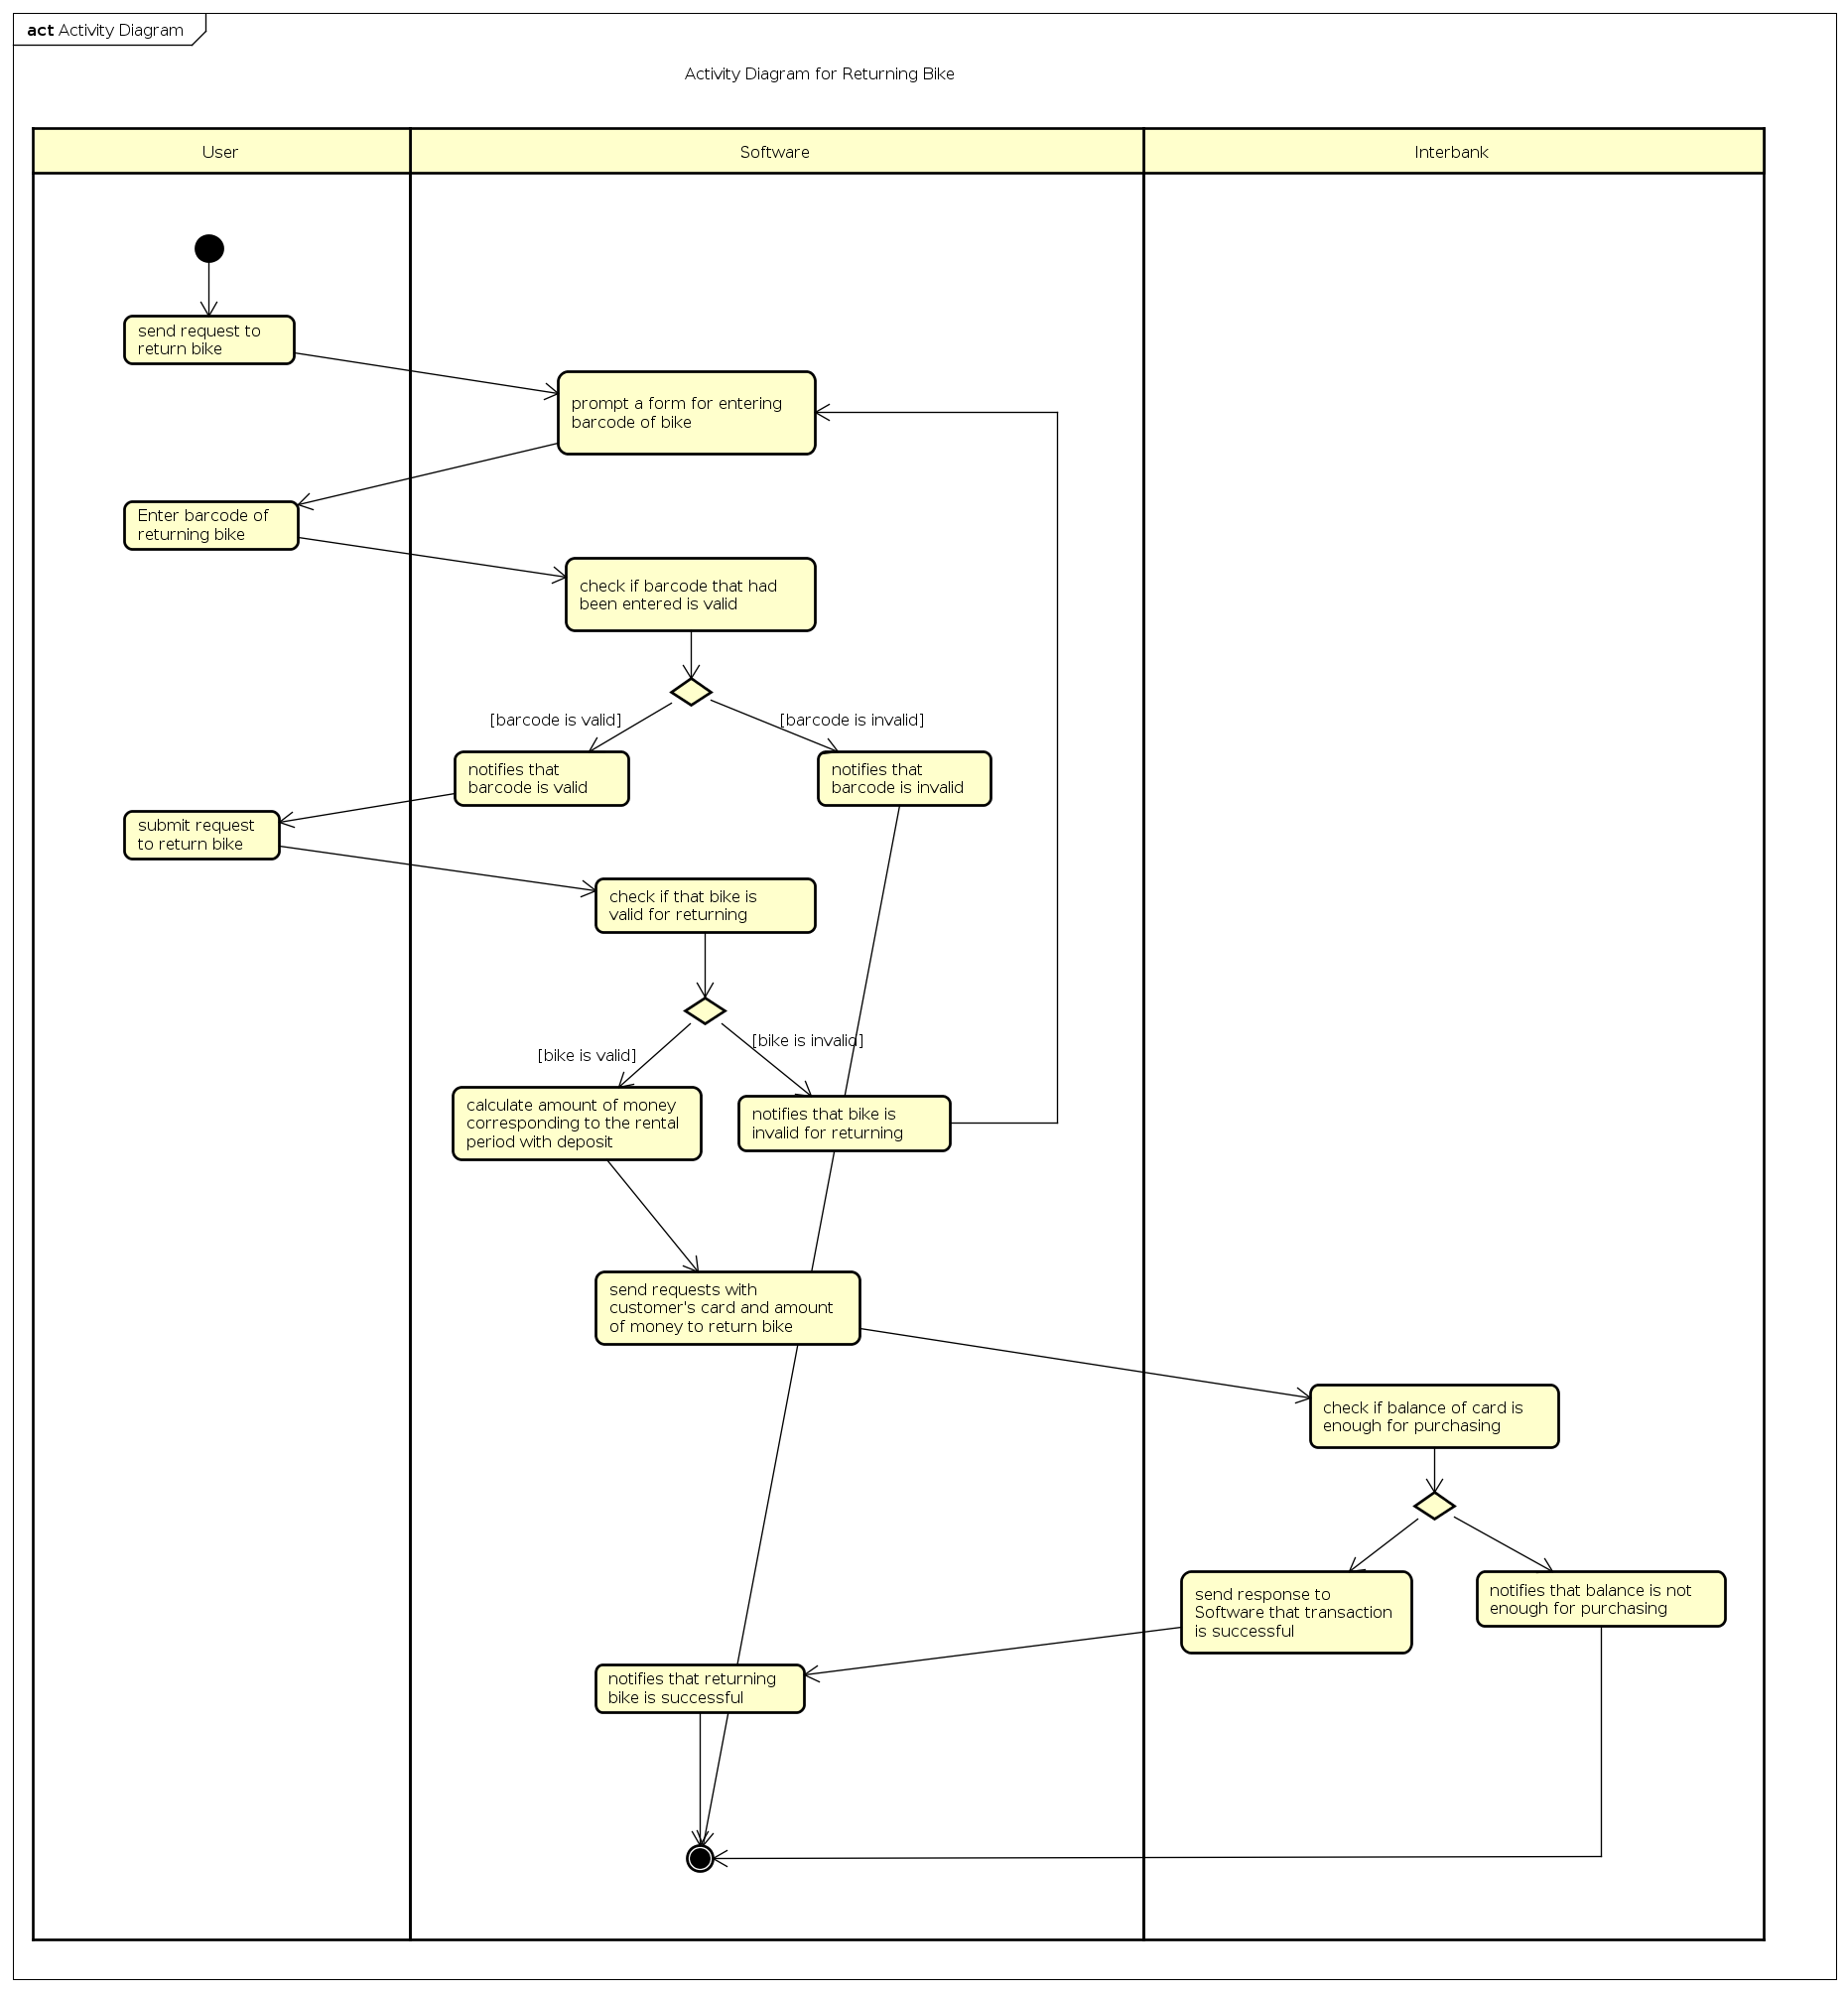 act Activity Diagram
Activity Diagram for Returning Bike
User
Software
Interbank
send request to
return bike
prompt a form for entering
barcode of bike
Enter barcode of
returning bike
check if barcode that had
been entered is valid
[barcode is valid]
[barcode is invalid]
notifies that
barcode is valid
notifies that
barcode is invalid
submit request
to return bike
check if that bike is
valid for returning
[bike is valid]
[bike is invalid]
calculate amount of money
corresponding to the rental
period with deposit
notifies that bike is
invalid for returning
send requests with
customer's card and amount
of money to return bike
check if balance of card is
enough for purchasing
send response to
Software that transaction
is successful
notifies that balance is not
enough for purchasing
notifies that returning
bike is successful